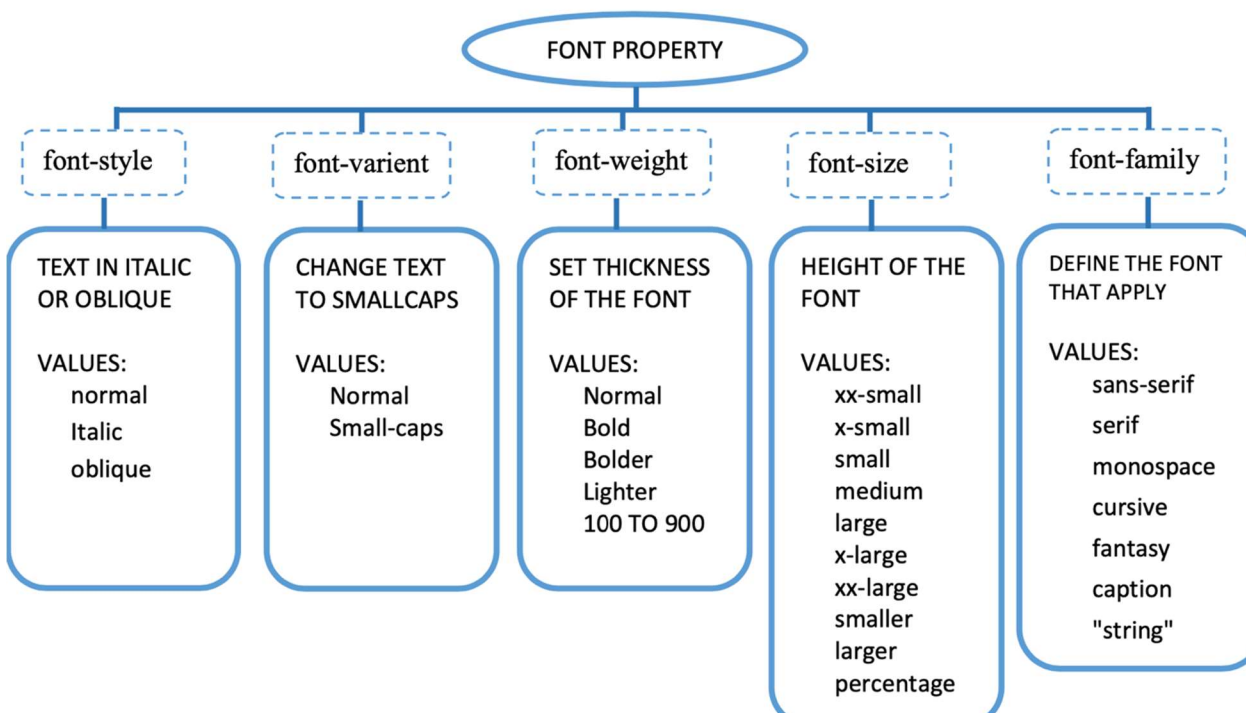 FONT PROPERTY
font-style
font-varient
font-weight
font-size
font-family
TEXT IN ITALIC
OR OBLIQUE
VALUES:
normal
Italic
oblique
CHANGE TEXT
TO SMALLCAPS
VALUES:
Normal
Small-caps
SET THICKNESS
OF THE FONT
VALUES:
Normal
Bold
Bolder
Lighter
100 TO 900
HEIGHT OF THE
FONT
VALUES:
xx-small
x-small
small
medium
large
x-large
xx-large
smaller
larger
percentage
DEFINE THE FONT
THAT APPLY
VALUES:
sans-serif
serif
monospace
cursive
fantasy
caption
"string"